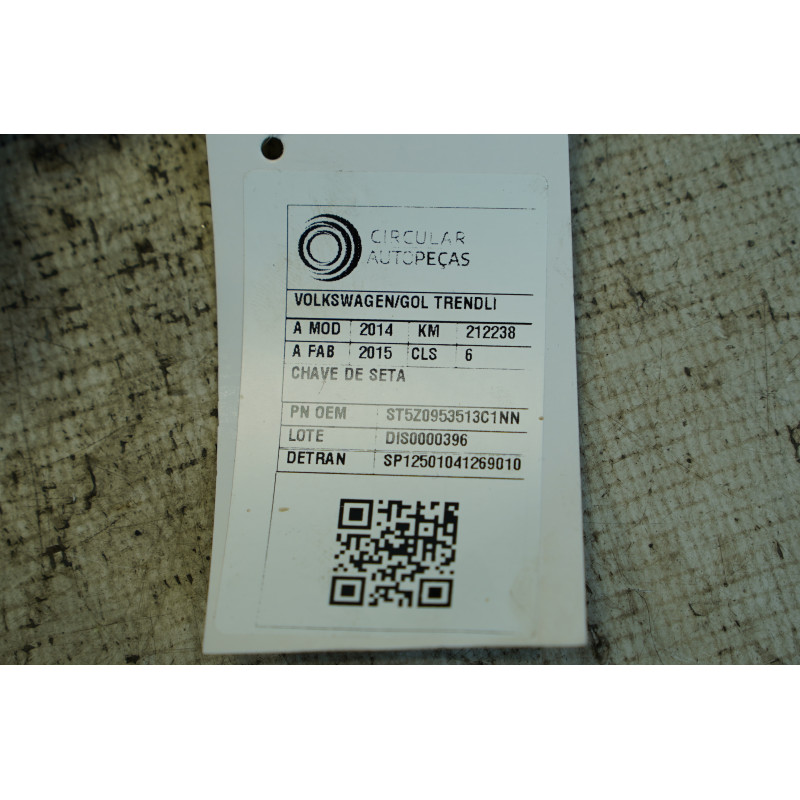 CIRCULAR
AUTOPEÇAS
VOLKSWAGEN/GOL TRENDLI
A MOD 2014 KM 212238
A FAB 2015 CLS 6
CHAVE DE SETA
PN OEM ST5Z0953513C1NN
LOTE DIS0000396
DETRAN SP12501041269010